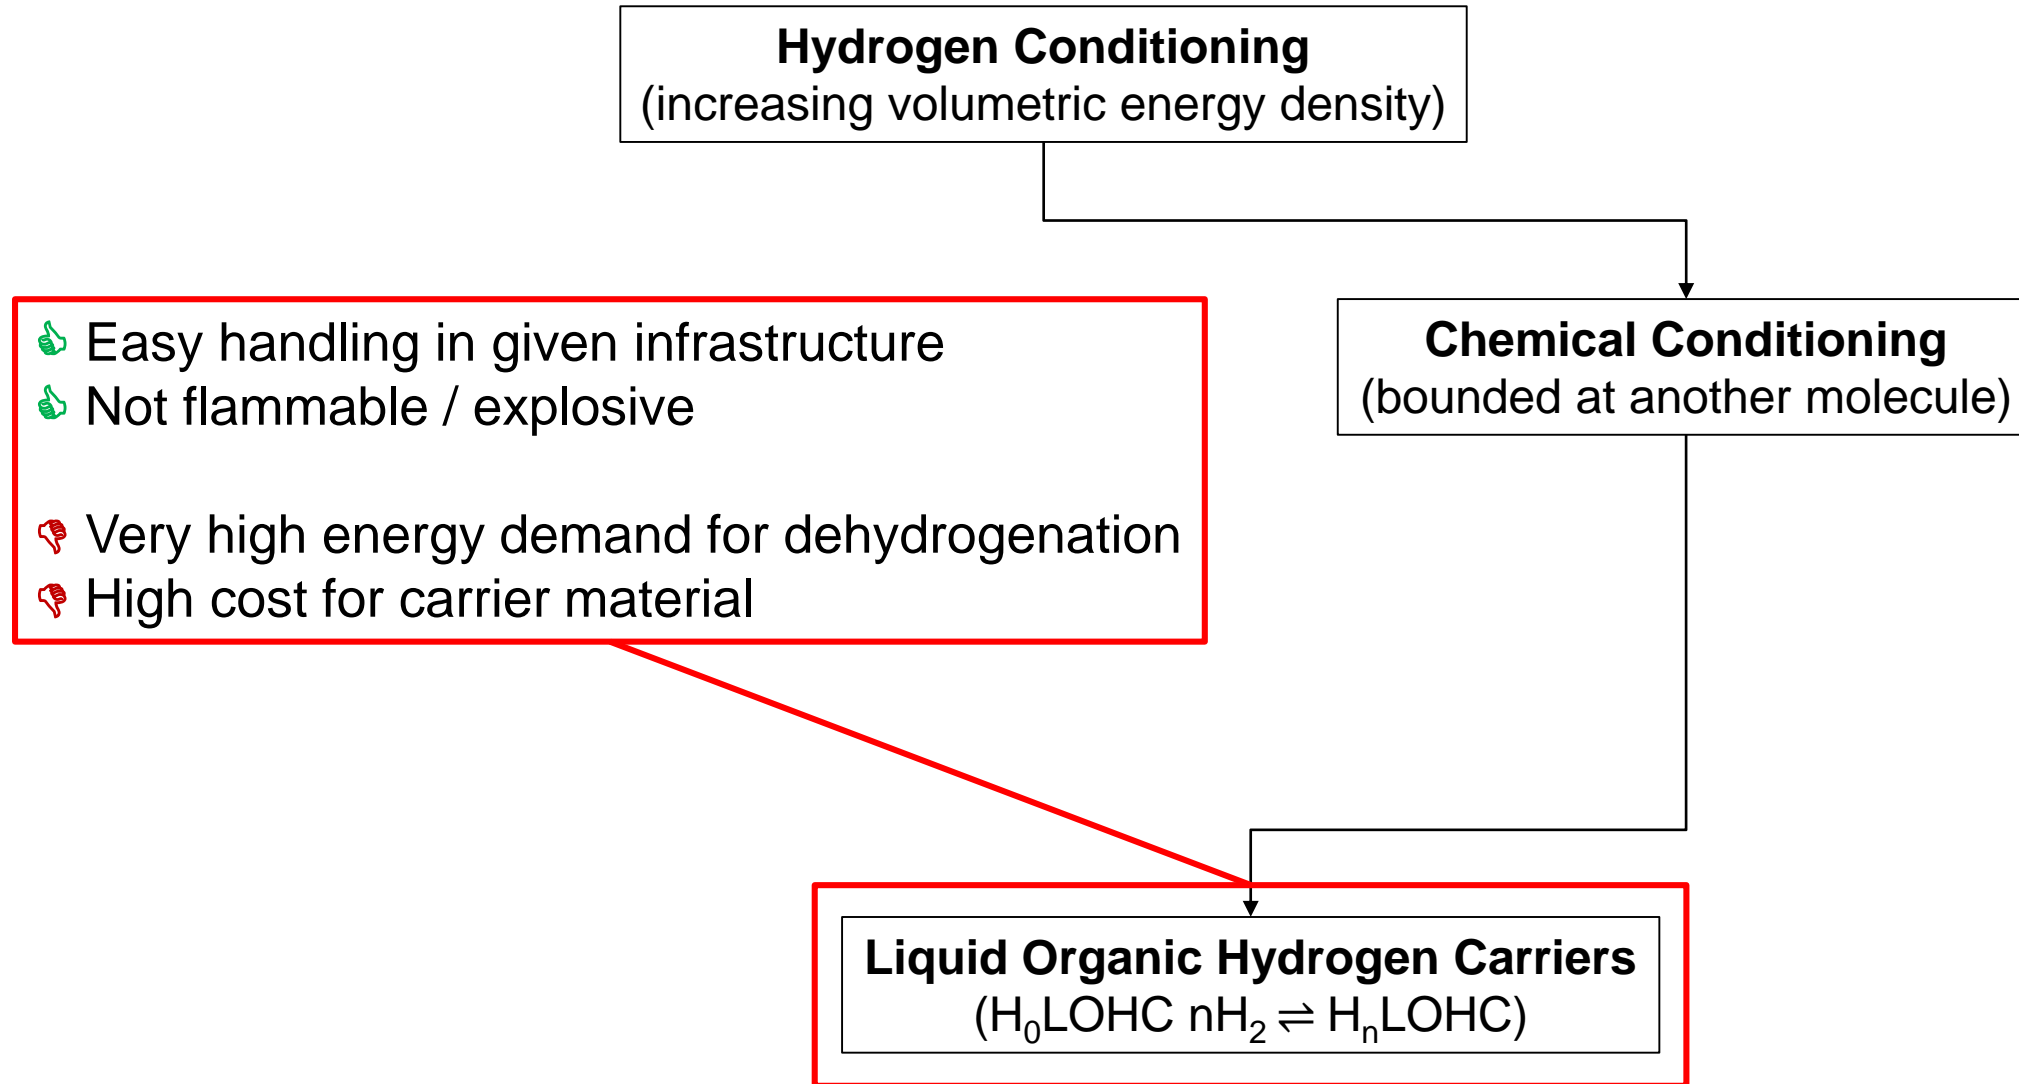 Hydrogen Conditioning
(increasing volumetric energy density)
Easy handling in given infrastructure
Not flammable / explosive
Very high energy demand for dehydrogenation
High cost for carrier material
Chemical Conditioning
(bounded at another molecule)
Liquid Organic Hydrogen Carriers
(H₀LOHC nH₂ ⇌ HₙLOHC)